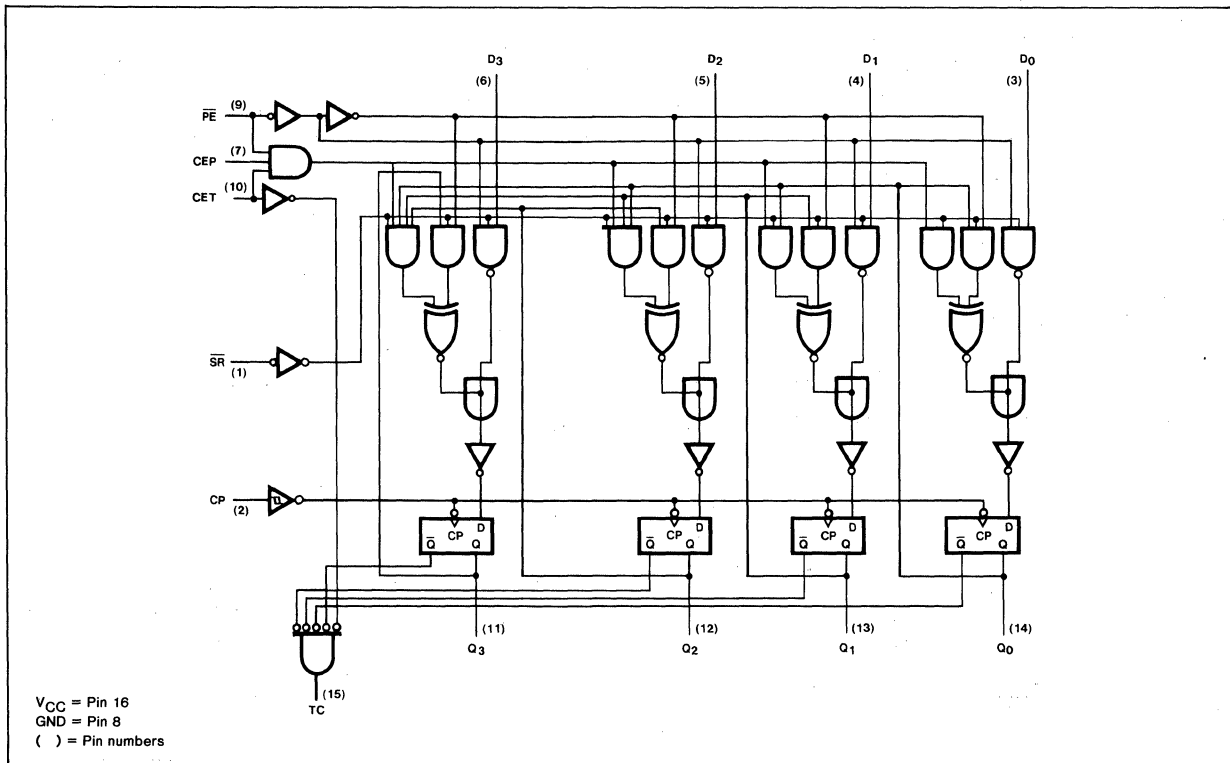 D3 D2 D1 D0
(6) (5) (4) (3)
PE (9)
CEP (7)
CET (10)
SR
(1)
CP
(2)
Q̅ CP D Q
Q̅ CP D Q
Q̅ CP D Q
Q̅ CP D Q
(11) (12) (13) (14)
Q3 Q2 Q1 Q0
(15)
TC
VCC = Pin 16
GND = Pin 8
( ) = Pin numbers